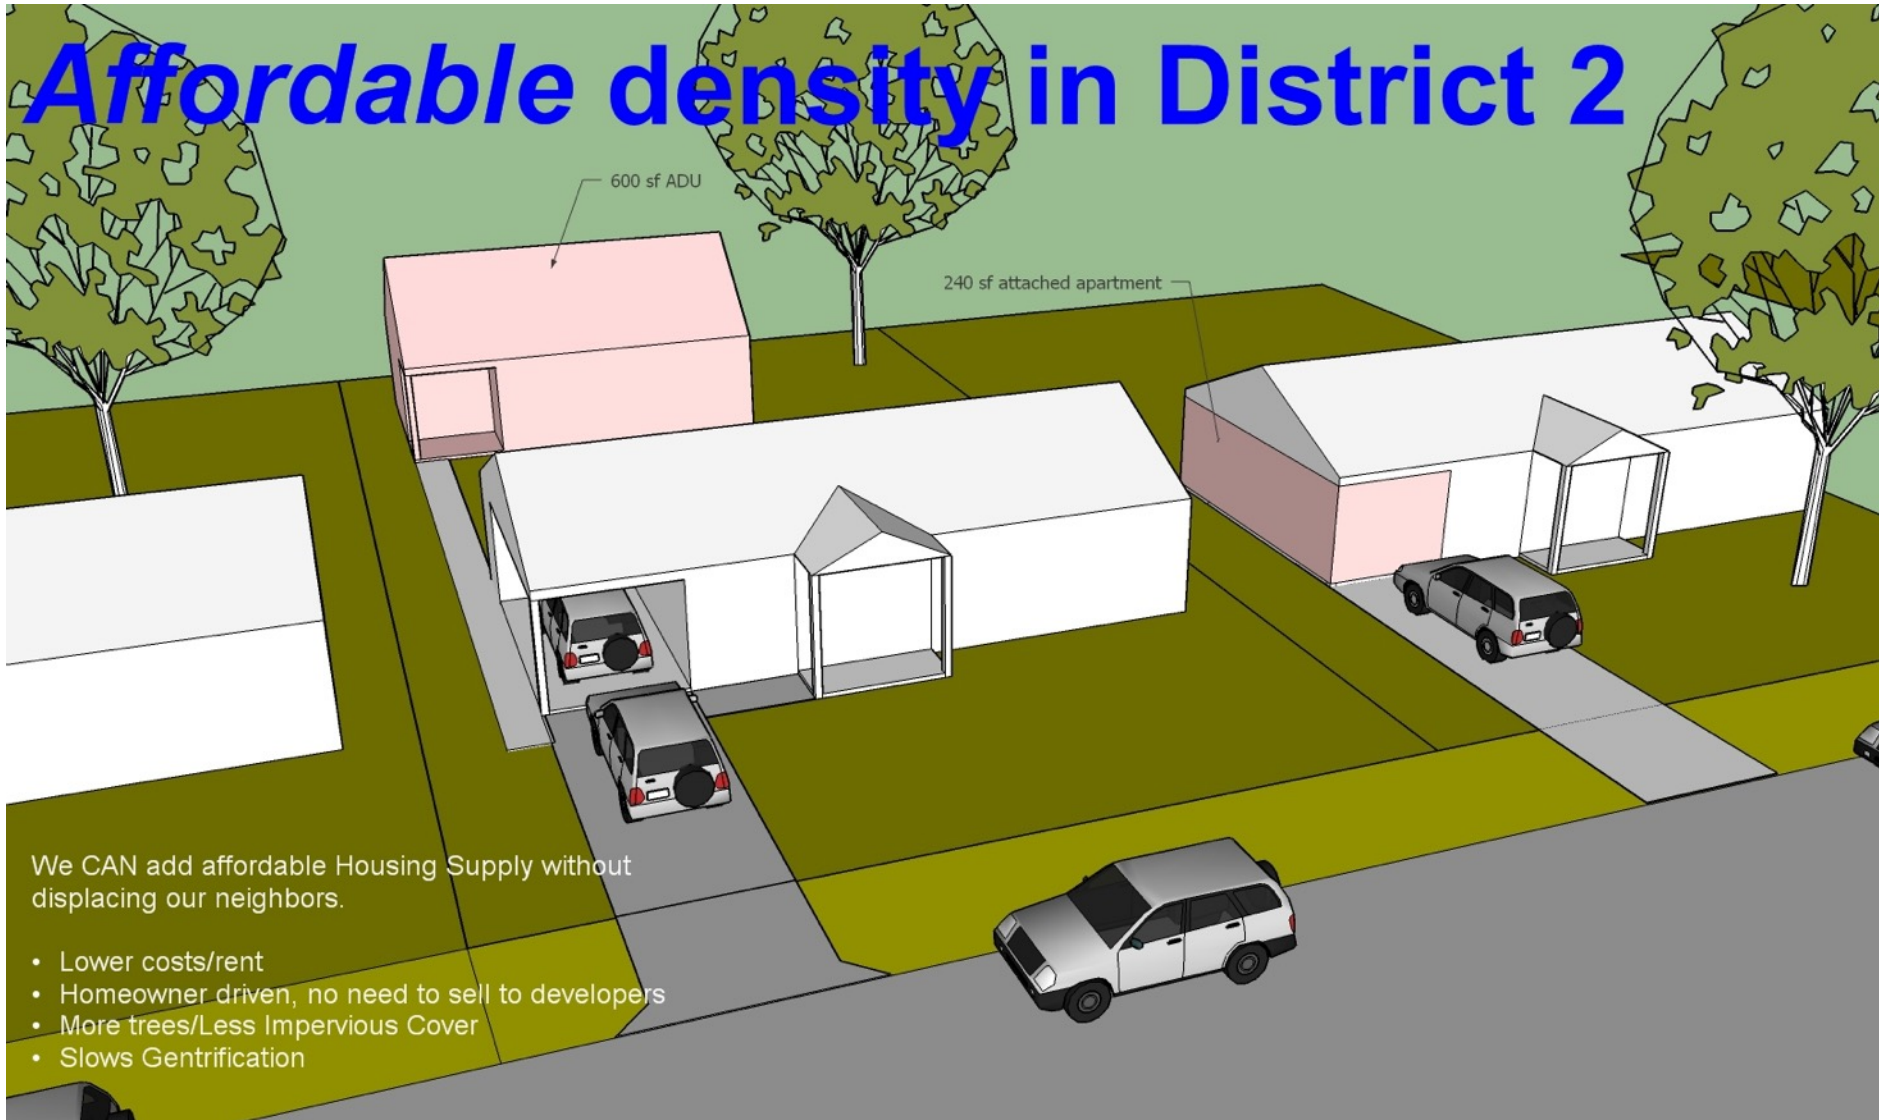 Affordable density in District 2
600 sf ADU
240 sf attached apartment
We CAN add affordable Housing Supply without
displacing our neighbors.
• Lower costs/rent
• Homeowner driven, no need to sell to developers
• More trees/Less Impervious Cover
• Slows Gentrification